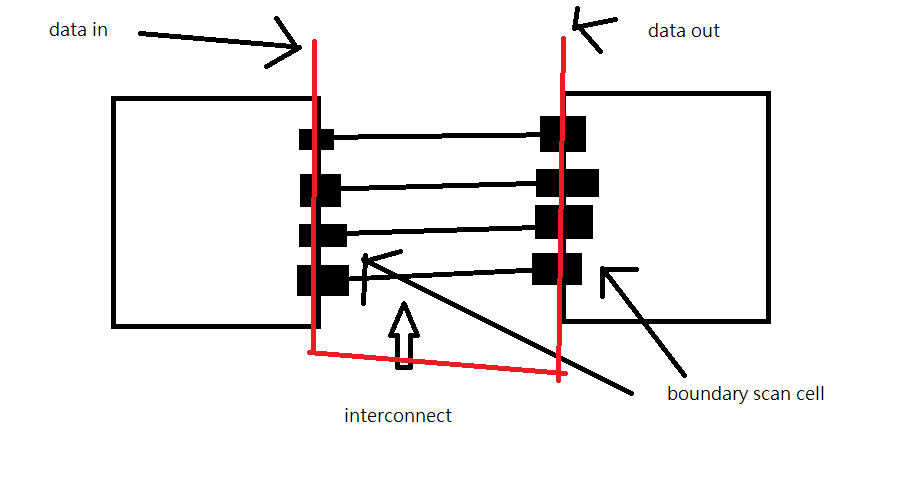 data in
data out
boundary scan cell
interconnect